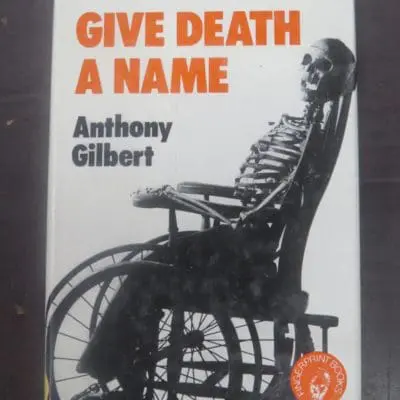 GIVE DEATH
A NAME
Anthony
Gilbert
FINGERPRINT BOOKS